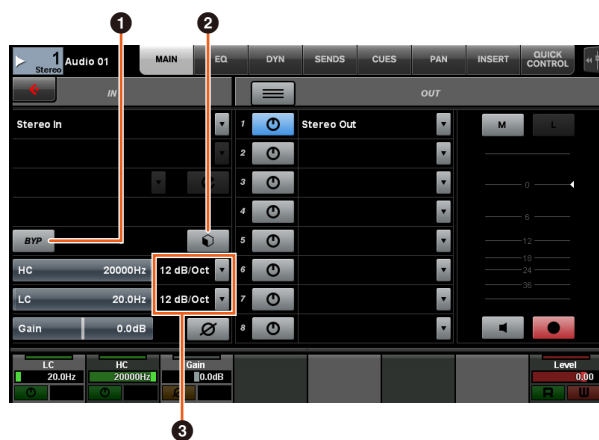 1 2
1 Stereo Audio 01 MAIN EQ DYN SENDS CUES PAN INSERT QUICK CONTROL
IN OUT
Stereo In 1 Stereo Out M L
2
3 0
4 6
BYP 5 12
HC 20000Hz 12 dB/Oct 6 18
24
LC 20.0Hz 12 dB/Oct 7 36
Gain 0.0dB Ø 8
LC HC Gain Level
20.0Hz 20000Hz 0.0dB 0.00
R W
3